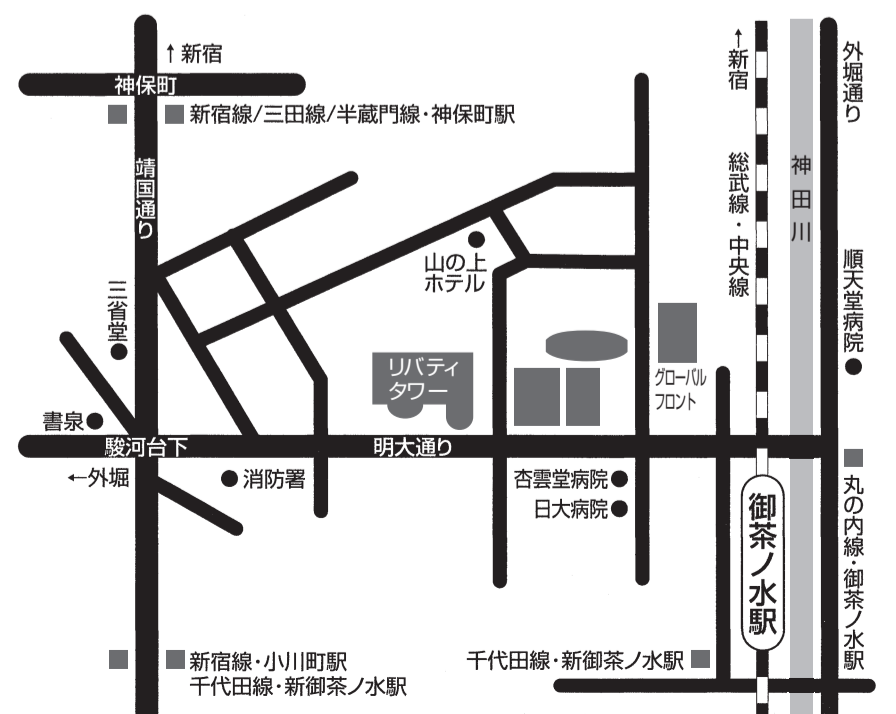 ↑新宿
神保町
新宿線/三田線/半蔵門線・神保町駅
靖国通り
↑新宿
総武線・中央線
神田川
外堀通り
山の上
ホテル
順天堂病院
三省堂
リバティ
タワー
グローバル
フロント
書泉
駿河台下
明大通り
←外堀
消防署
杏雲堂病院
日大病院
御茶ノ水駅
丸の内線・御茶ノ水駅
新宿線・小川町駅
千代田線・新御茶ノ水駅
千代田線・新御茶ノ水駅